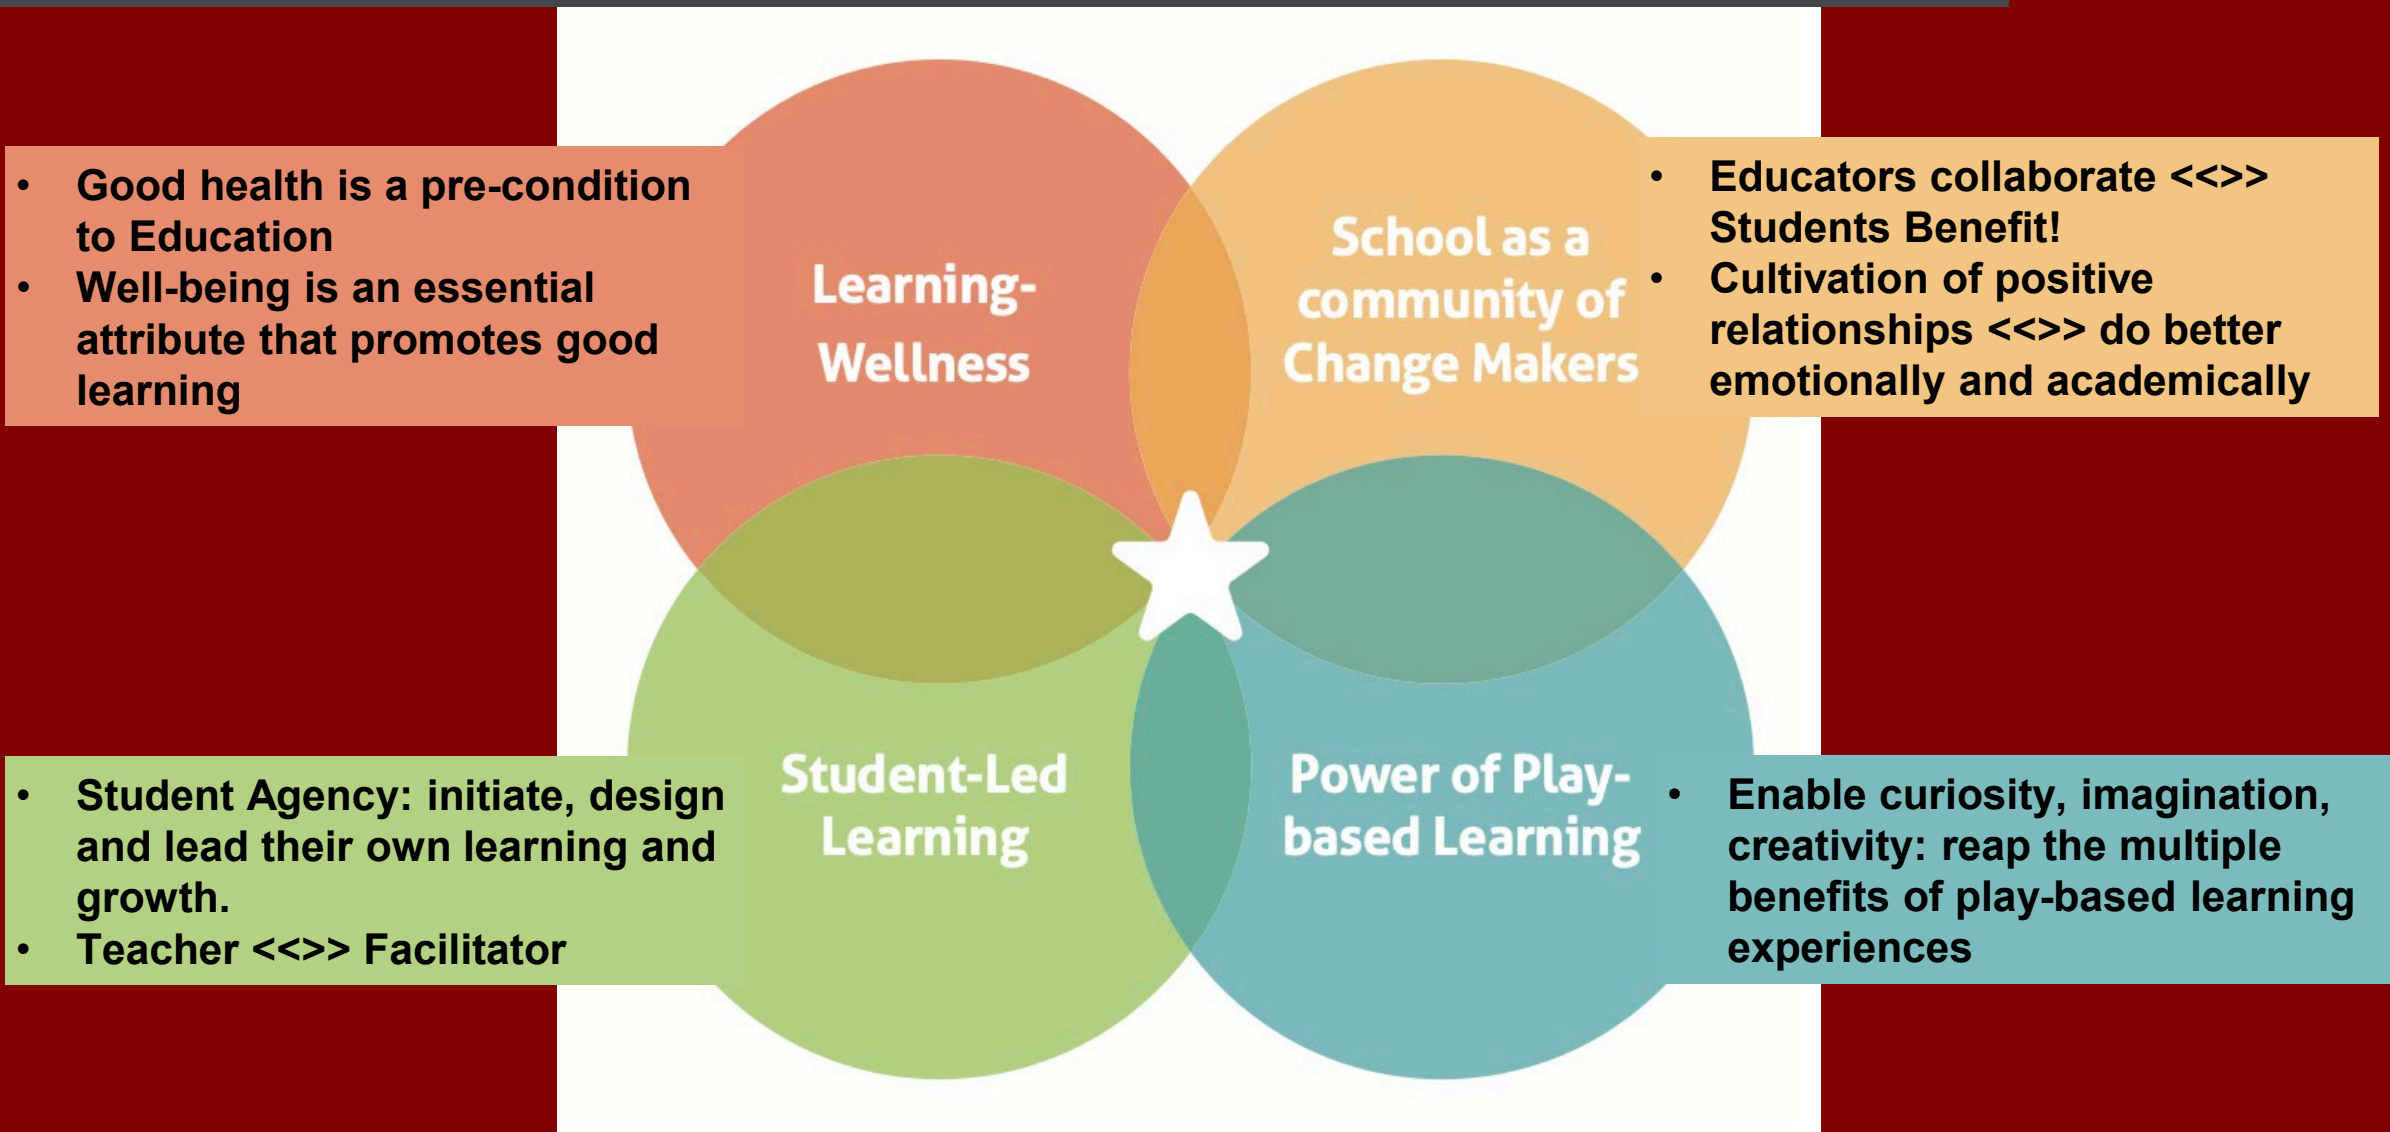 • Good health is a pre-condition
to Education
• Well-being is an essential
attribute that promotes good
learning
Learning-
Wellness
School as a
community of
Change Makers
• Educators collaborate <<>>
Students Benefit!
• Cultivation of positive
relationships <<>> do better
emotionally and academically
• Student Agency: initiate, design
and lead their own learning and
growth.
• Teacher <<>> Facilitator
Student-Led
Learning
Power of Play-
based Learning
• Enable curiosity, imagination,
creativity: reap the multiple
benefits of play-based learning
experiences